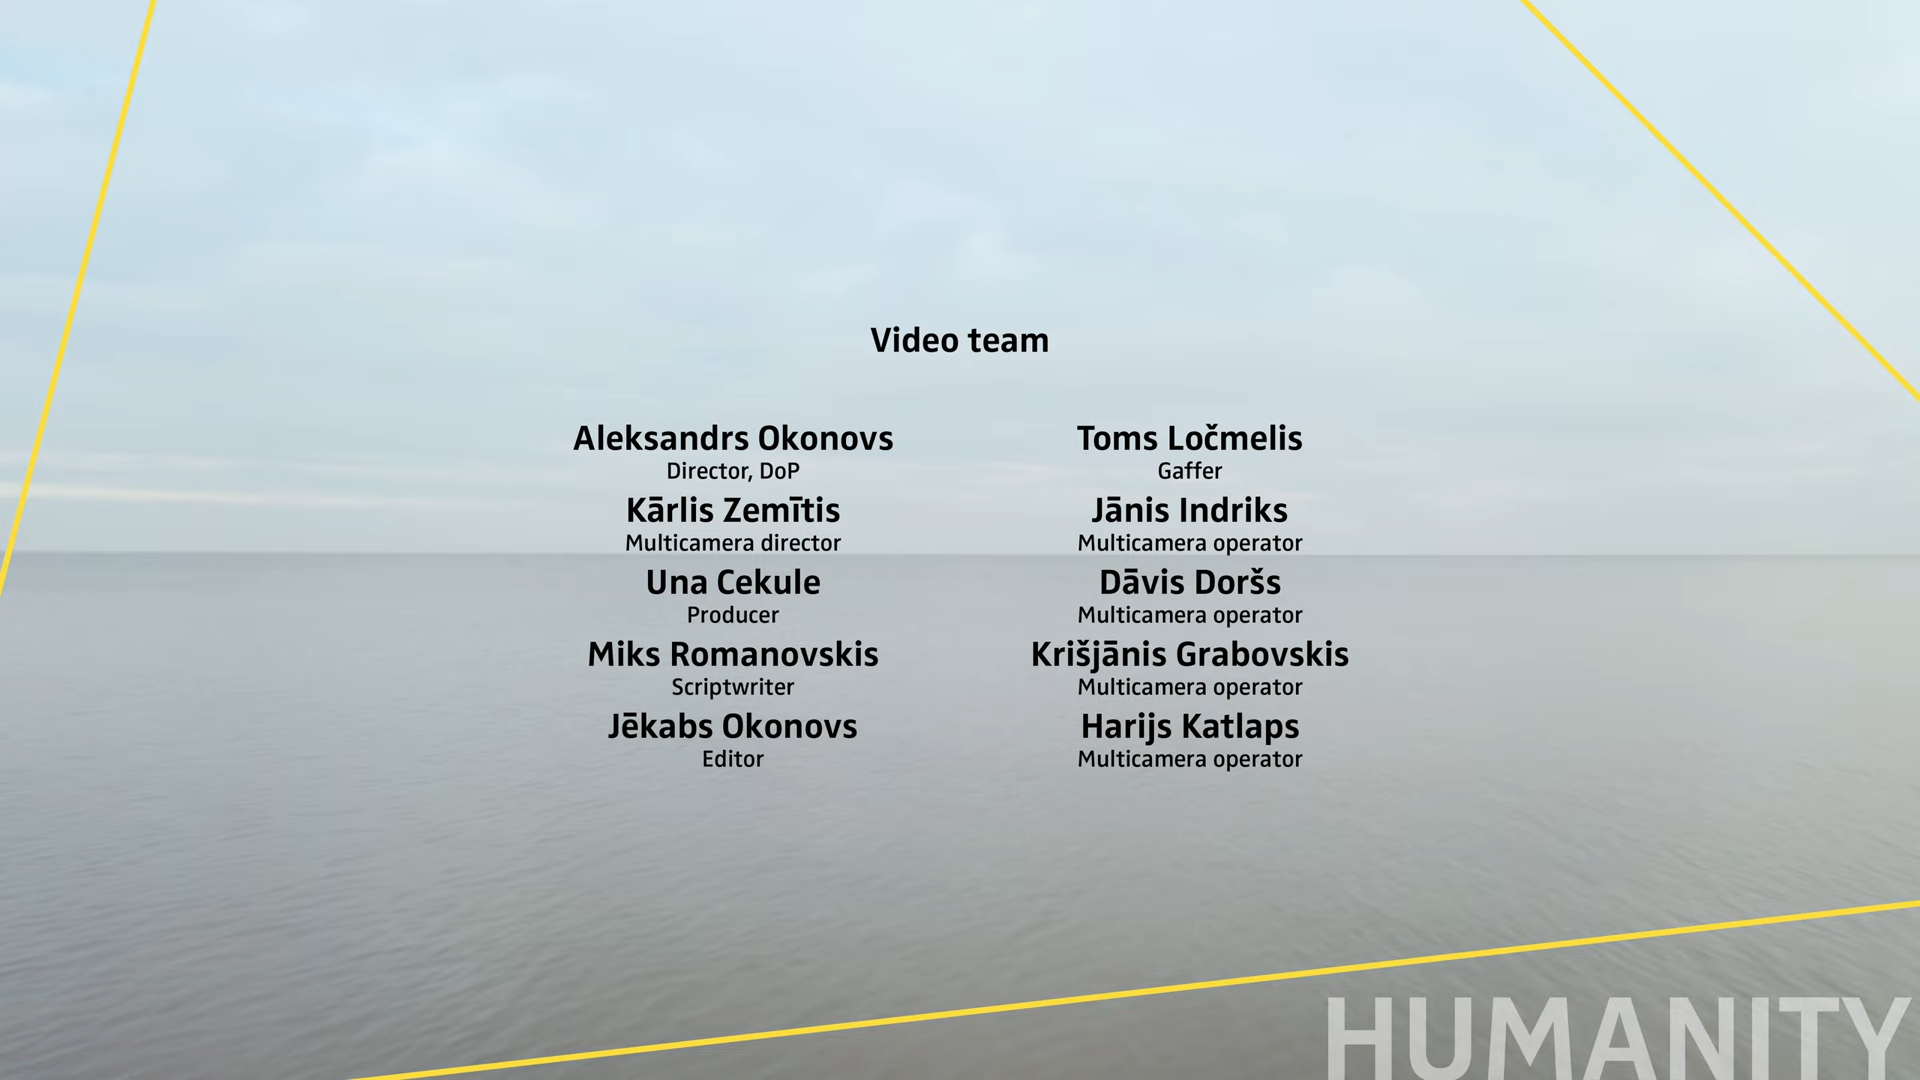 Video team
Aleksandrs Okonovs
Director, DoP
Kārlis Zemītis
Multicamera director
Una Cekule
Producer
Miks Romanovskis
Scriptwriter
Jēkabs Okonovs
Editor
Toms Ločmelis
Gaffer
Jānis Indriks
Multicamera operator
Dāvis Doršs
Multicamera operator
Krišjānis Grabovskis
Multicamera operator
Harijs Katlaps
Multicamera operator
HUMANITY